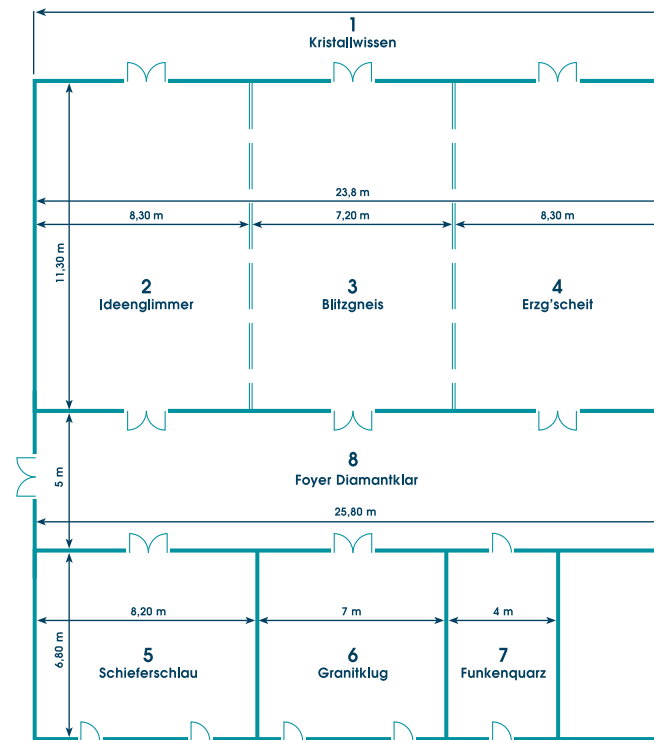 1
Kristallwissen
23,8 m
8,30 m
7,20 m
8,30 m
11,30 m
2
Ideenglimmer
3
Blitzgneis
4
Erzg'scheit
5 m
8
Foyer Diamantklar
25,80 m
6,80 m
8,20 m
7 m
4 m
5
Schieferschlau
6
Granitklug
7
Funkenquarz